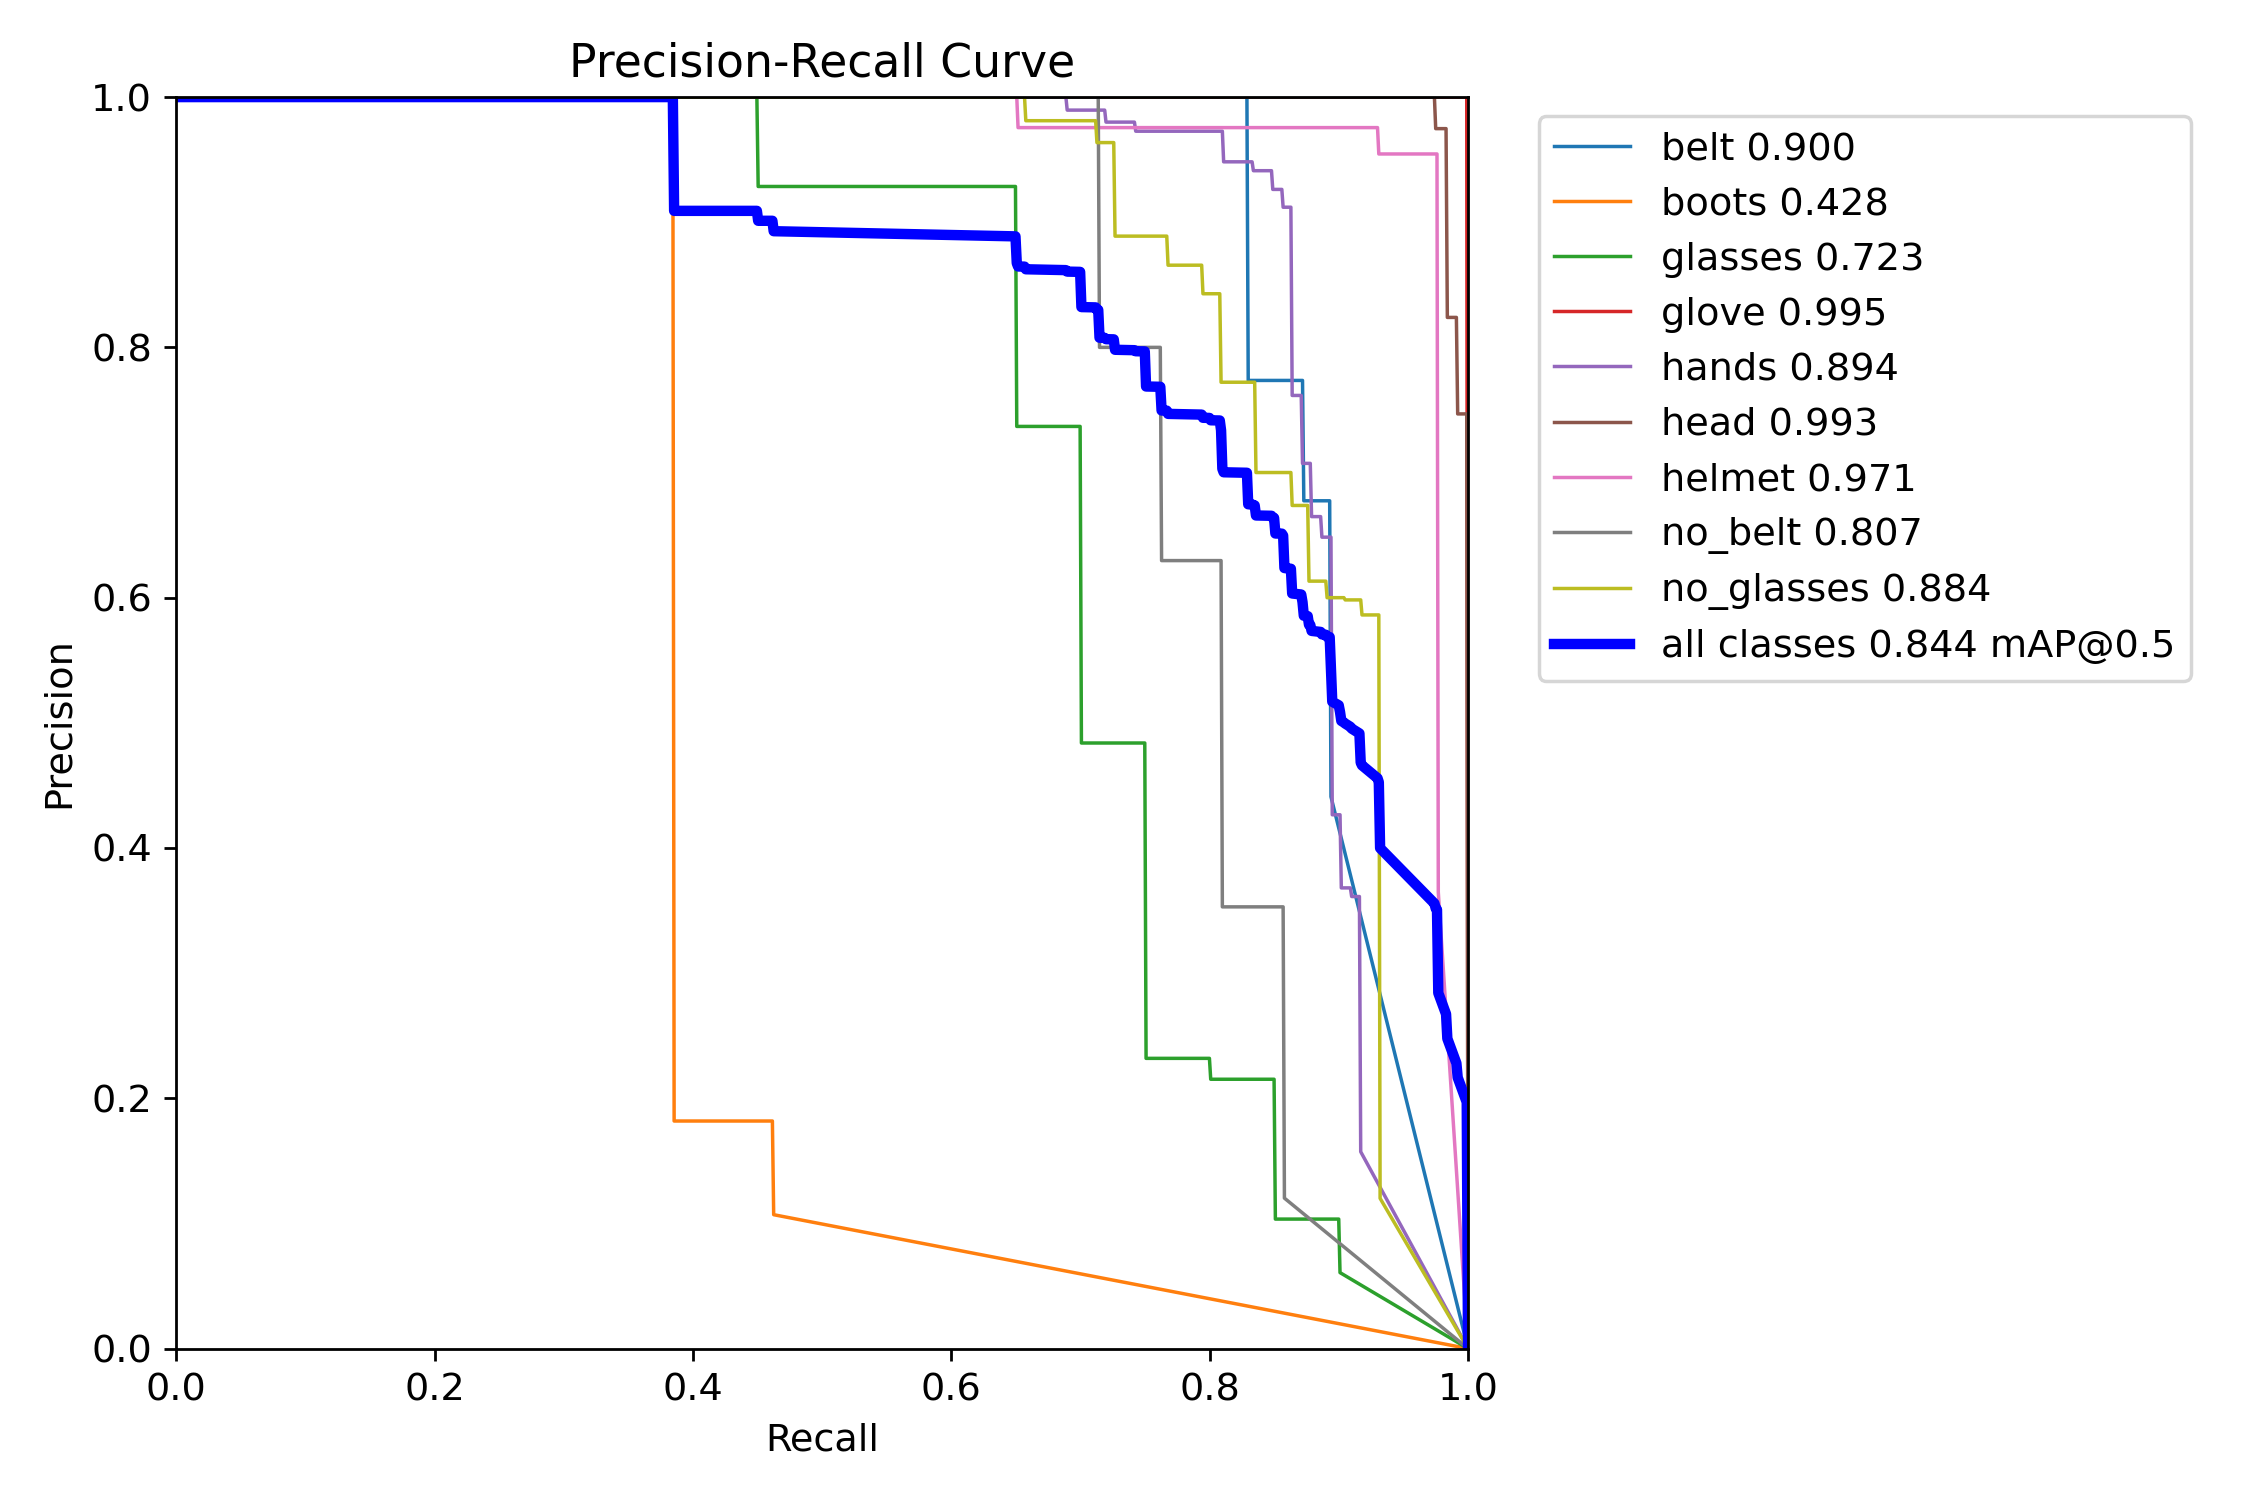 Precision-Recall Curve
1.0
0.8
0.6
0.4
0.2
0.0
Precision
0.0 0.2 0.4 0.6 0.8 1.0
Recall
belt 0.900
boots 0.428
glasses 0.723
glove 0.995
hands 0.894
head 0.993
helmet 0.971
no_belt 0.807
no_glasses 0.884
all classes 0.844 mAP@0.5